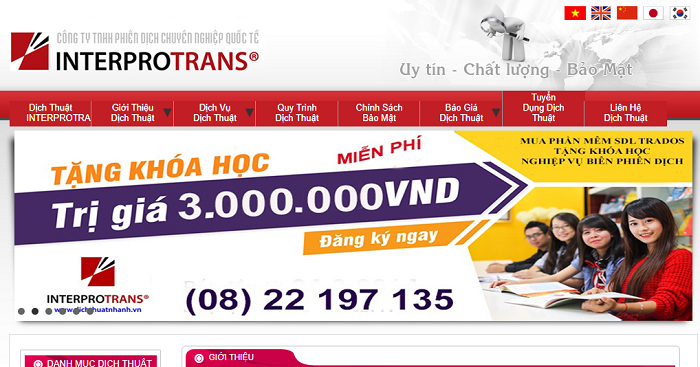 CÔNG TY TNHH PHIÊN DỊCH CHUYÊN NGHIỆP QUỐC TẾ
INTERPROTRANS®
Uy tín - Chất lượng - Bảo Mật
Dịch Thuật
INTERPROTRA
Giới Thiệu
Dịch Thuật
Dịch Vụ
Dịch Thuật
Quy Trình
Dịch Thuật
Chính Sách
Bảo Mật
Báo Giá
Dịch Thuật
Tuyển
Dụng Dịch
Thuật
Liên Hệ
Dịch Thuật
TẶNG KHÓA HỌC
MIỄN PHÍ
Trị giá 3.000.000VND
Đăng ký ngay
MUA PHẦN MỀM SDL TRADOS
TẶNG KHÓA HỌC
NGHIỆP VỤ BIÊN PHIÊN DỊCH
INTERPROTRANS®
www.dichthuatnhanh.vn
(08) 22 197 135
DANH MỤC DỊCH THUẬT
GIỚI THIỆU